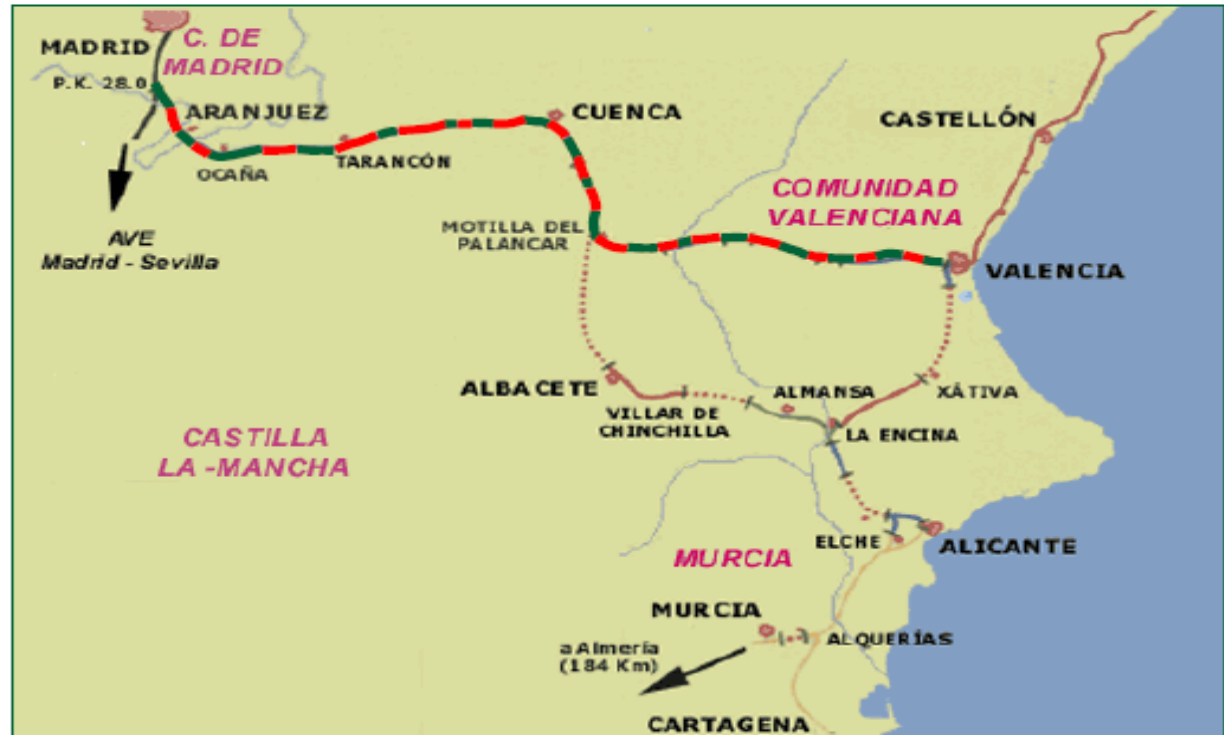 C. DE
MADRID
MADRID
P.K. 28.0
ARANJUEZ
OCAÑA
TARANCÓN
CUENCA
CASTELLÓN
COMUNIDAD
VALENCIANA
AVE
Madrid - Sevilla
MOTILLA DEL
PALANCAR
VALENCIA
ALBACETE
VILLAR DE
CHINCHILLA
ALMANSA
XÁTIVA
LA ENCINA
CASTILLA
LA -MANCHA
ELCHE
ALICANTE
MURCIA
MURCIA
ALQUERÍAS
a Almería
(184 Km)
CARTAGENA